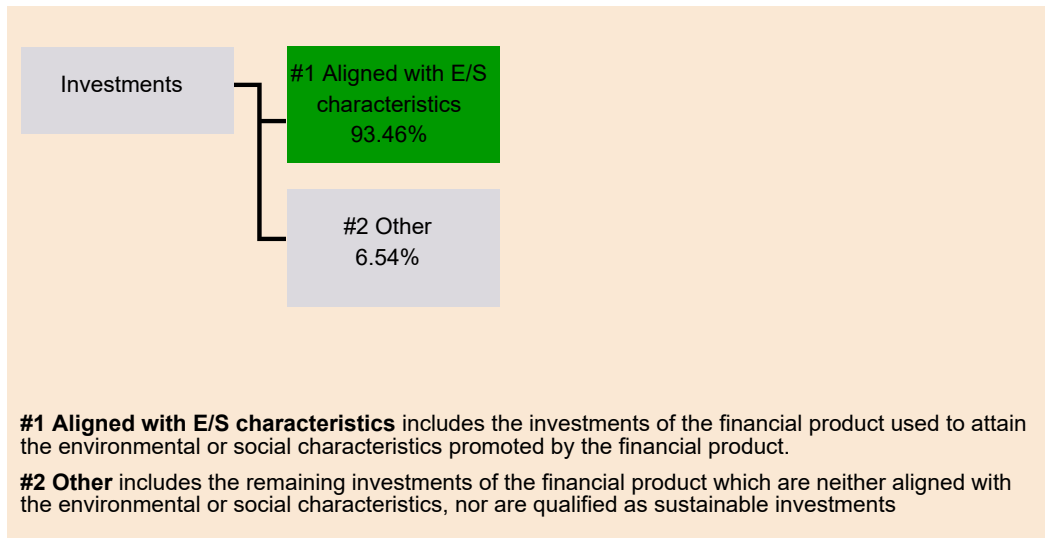 Investments
#1 Aligned with E/S
characteristics
93.46%
#2 Other
6.54%
#1 Aligned with E/S characteristics includes the investments of the financial product used to attain
the environmental or social characteristics promoted by the financial product.
#2 Other includes the remaining investments of the financial product which are neither aligned with
the environmental or social characteristics, nor are qualified as sustainable investments